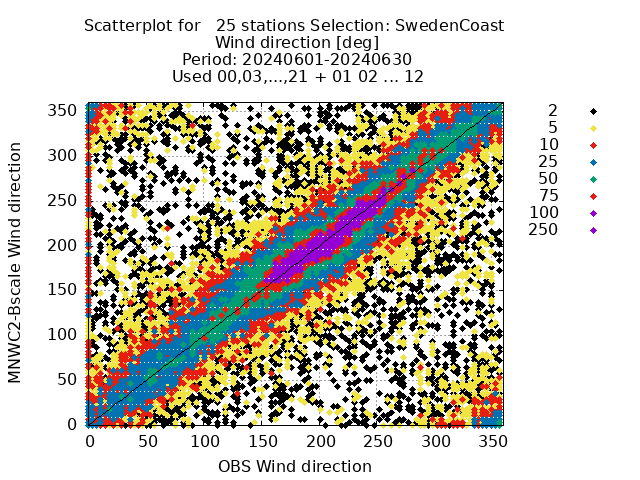 Scatterplot for   25 stations Selection: SwedenCoast
Wind direction [deg]
Period: 20240601-20240630
Used 00,03,...,21 + 01 02 ... 12
MNWC2-Bscale Wind direction
350
300
250
200
150
100
50
0
0 50 100 150 200 250 300 350
OBS Wind direction
2
5
10
25
50
75
100
250